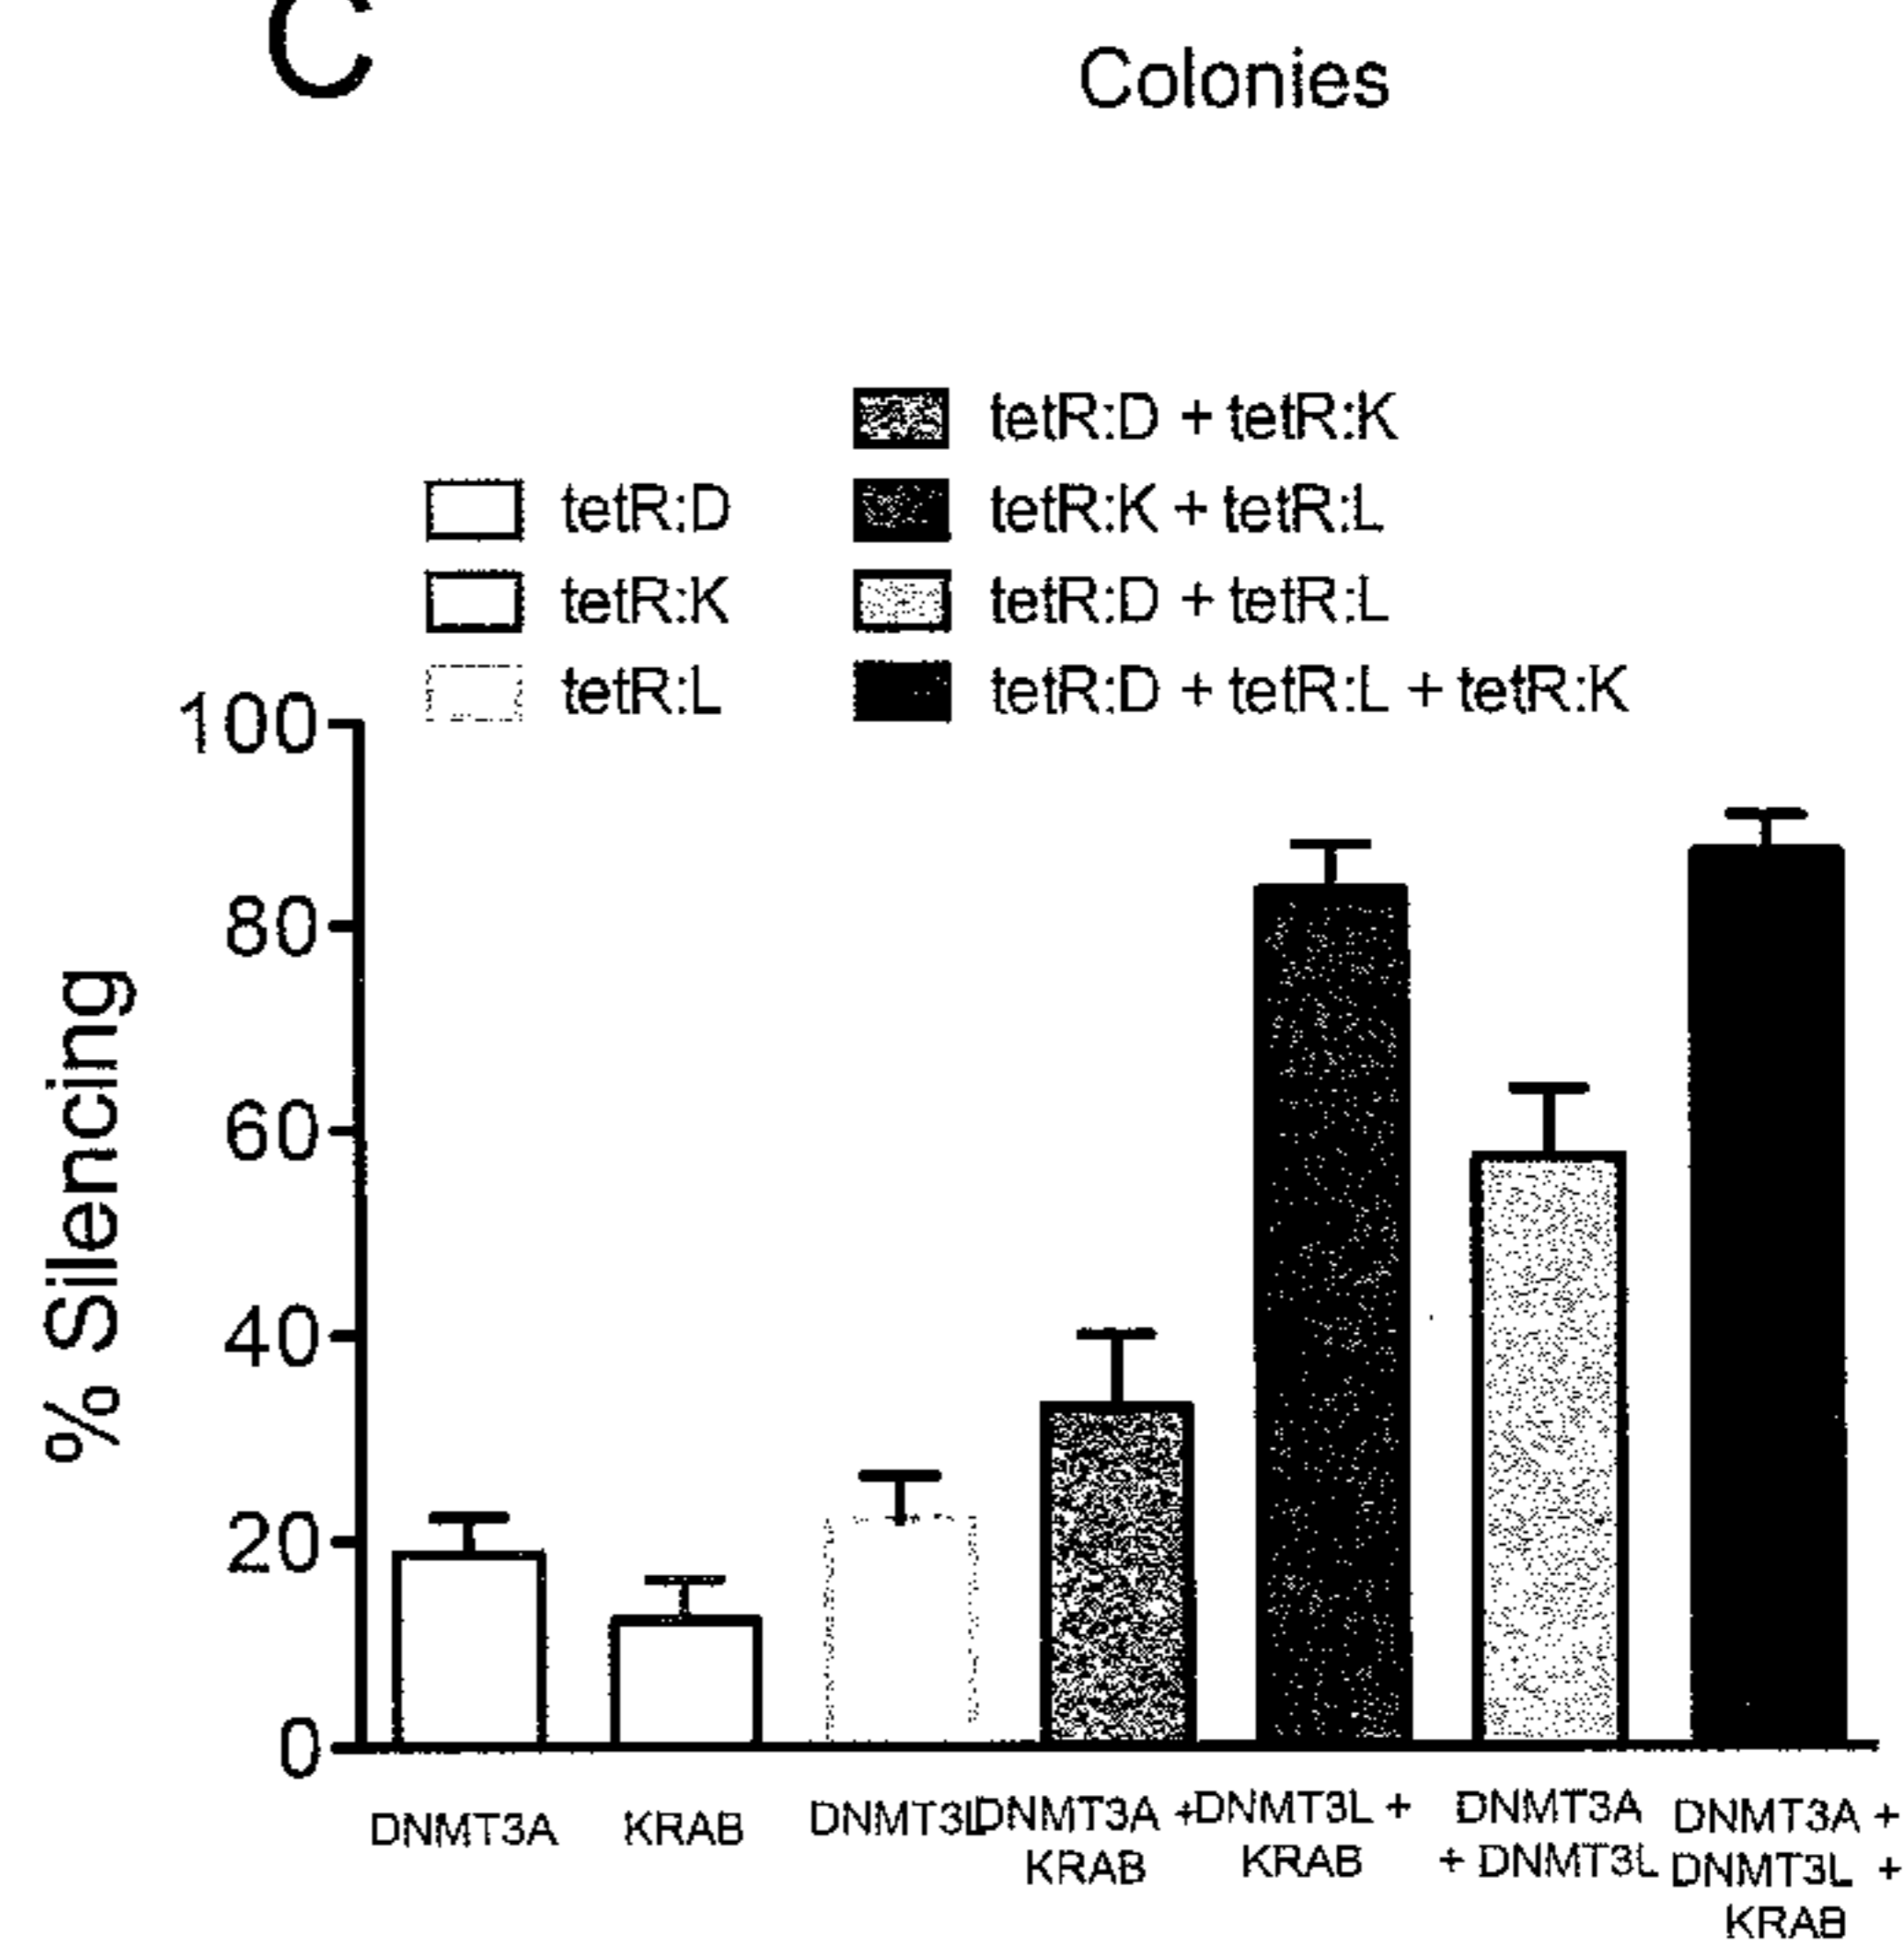 C
Colonies
tetR:D
tetR:K
tetR:L
tetR:D + tetR:K
tetR:K + tetR:L
tetR:D + tetR:L
tetR:D + tetR:L + tetR:K
% Silencing
100
80
60
40
20
0
DNMT3A
KRAB
DNMT3L
DNMT3A +
KRAB
DNMT3L +
KRAB
DNMT3A
+ DNMT3L
DNMT3A +
DNMT3L +
KRAB